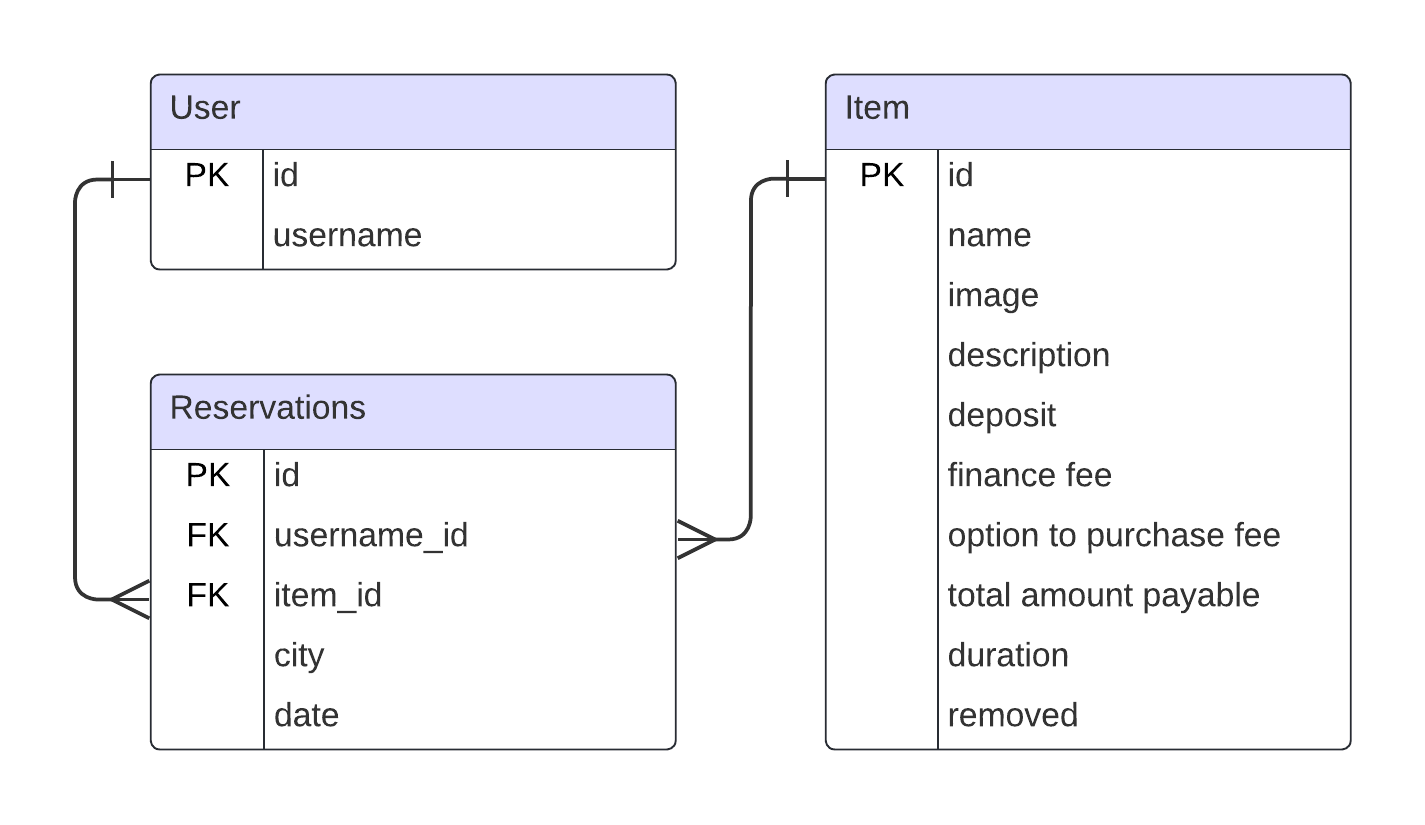 User
PK id
username
Reservations
PK id
FK username_id
FK item_id
city
date
Item
PK id
name
image
description
deposit
finance fee
option to purchase fee
total amount payable
duration
removed